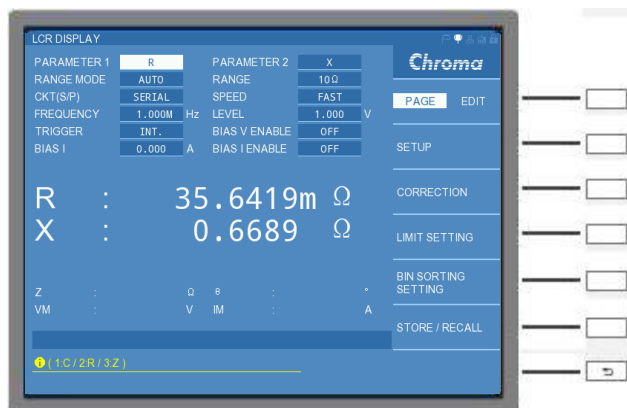 LCR DISPLAY
PARAMETER 1 R PARAMETER 2 X
RANGE MODE AUTO RANGE 10Ω
CKT(S/P) SERIAL SPEED FAST
FREQUENCY 1.000M Hz LEVEL 1.000 V
TRIGGER INT. BIAS V ENABLE OFF
BIAS I 0.000 A BIAS I ENABLE OFF
R : 35.6419m Ω
X : 0.6689 Ω
Z : Ω θ : °
VM : V IM : A
( 1:C / 2:R / 3:Z )
Chroma
PAGE EDIT
SETUP
CORRECTION
LIMIT SETTING
BIN SORTING
SETTING
STORE / RECALL